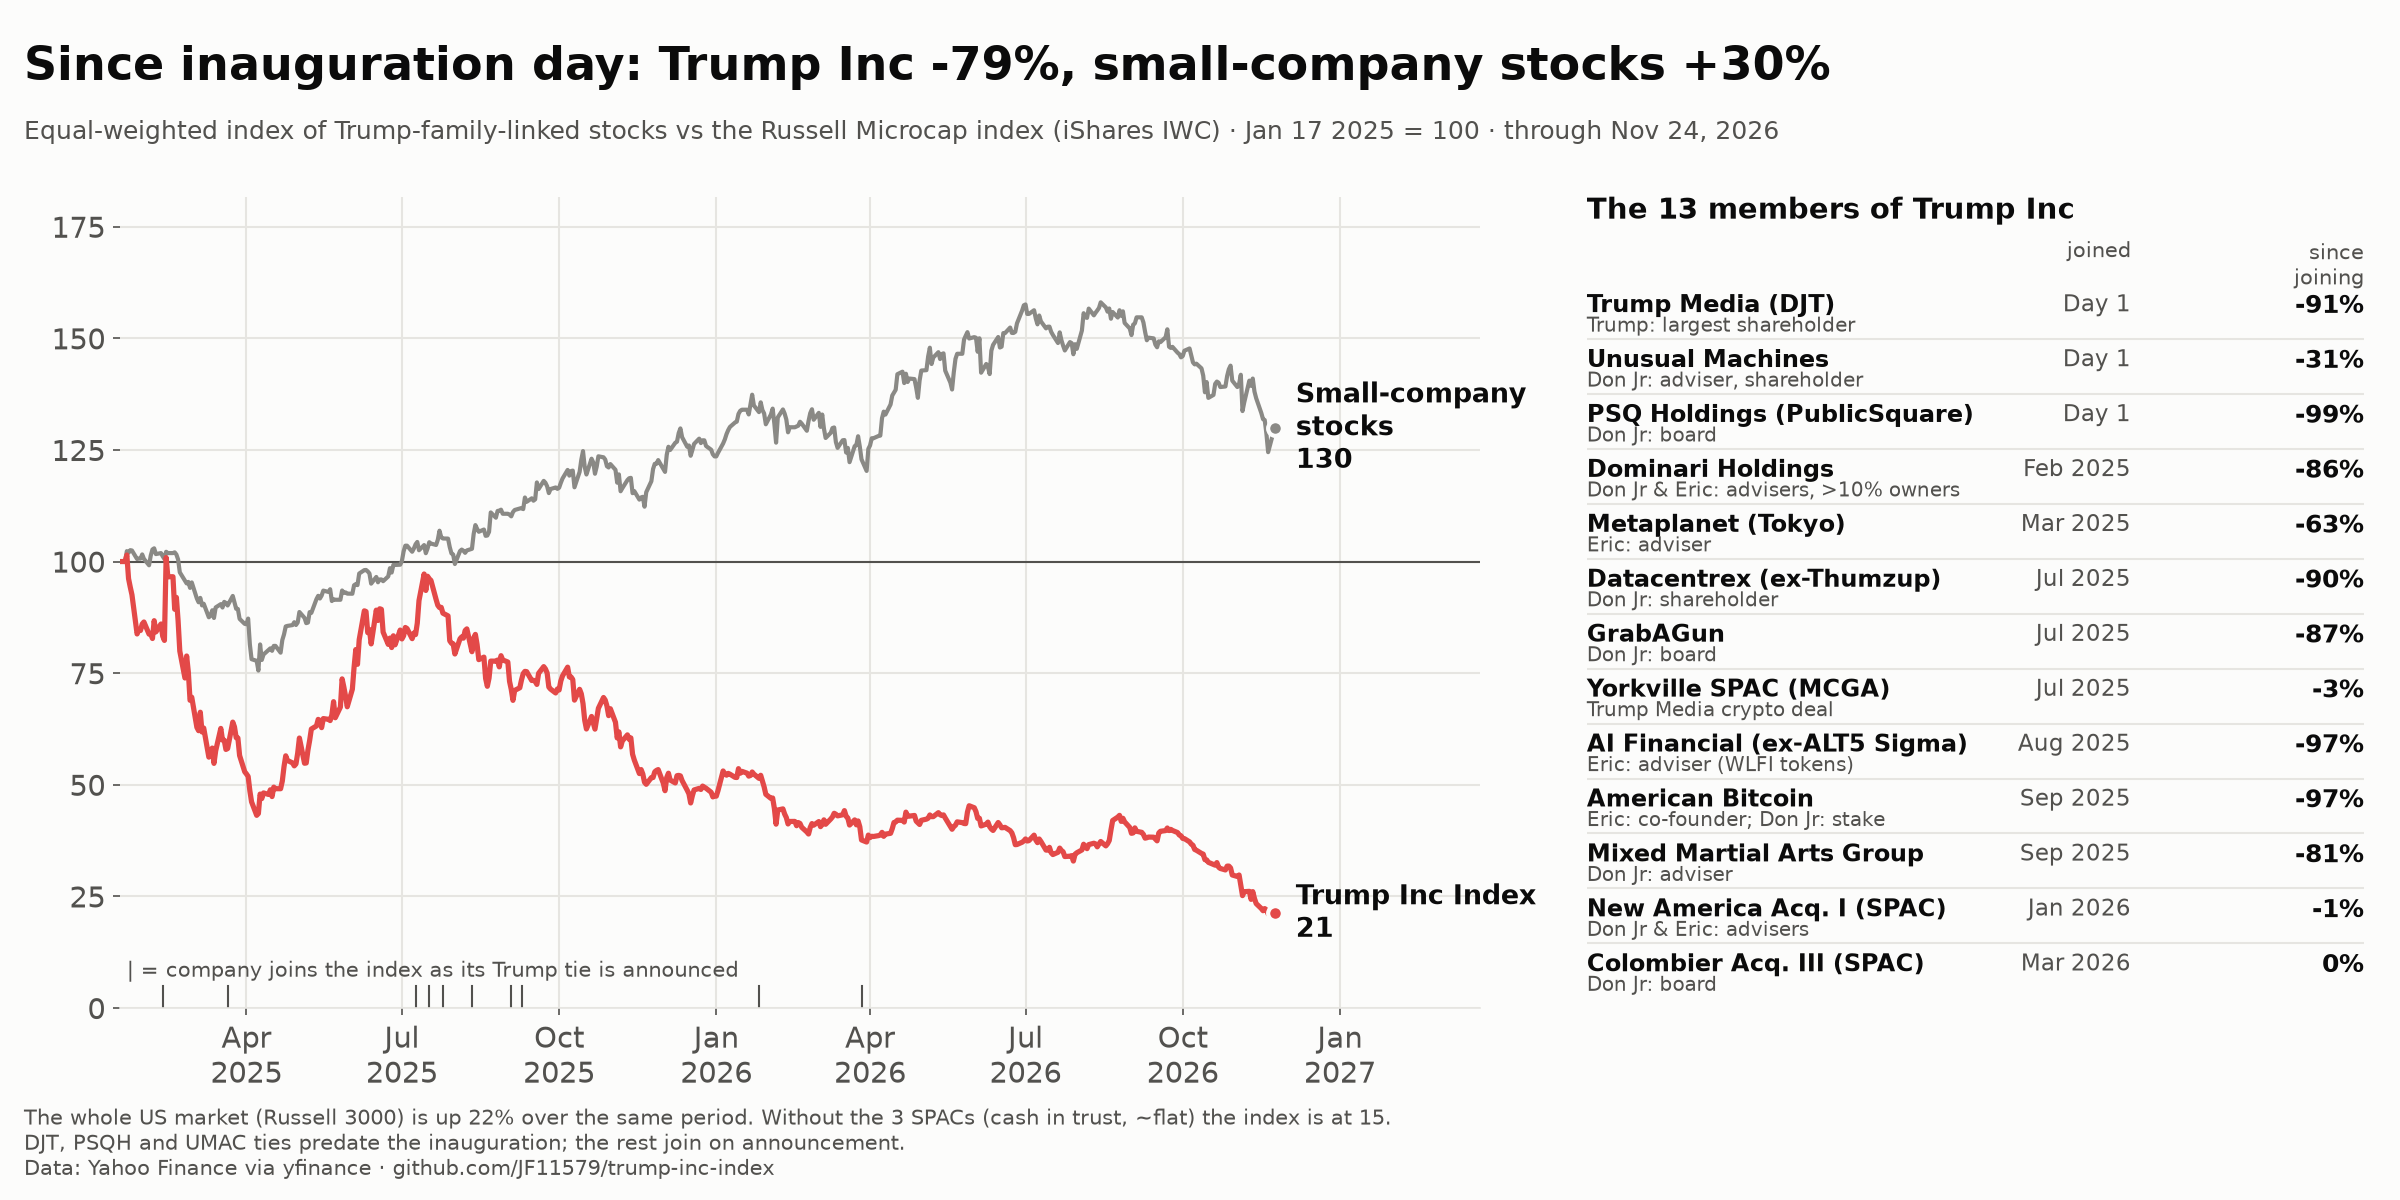 Since inauguration day: Trump Inc -79%, small-company stocks +30%
Equal-weighted index of Trump-family-linked stocks vs the Russell Microcap index (iShares IWC) · Jan 17 2025 = 100 · through Nov 24, 2026
175
150
125
100
75
50
25
0
Small-company
stocks
130
Trump Inc Index
21
| = company joins the index as its Trump tie is announced
Apr
2025
Jul
2025
Oct
2025
Jan
2026
Apr
2026
Jul
2026
Oct
2026
Jan
2027
The 13 members of Trump Inc
joined
since
joining
Trump Media (DJT) Day 1 -91%
Trump: largest shareholder
Unusual Machines Day 1 -31%
Don Jr: adviser, shareholder
PSQ Holdings (PublicSquare) Day 1 -99%
Don Jr: board
Dominari Holdings Feb 2025 -86%
Don Jr & Eric: advisers, >10% owners
Metaplanet (Tokyo) Mar 2025 -63%
Eric: adviser
Datacentrex (ex-Thumzup) Jul 2025 -90%
Don Jr: shareholder
GrabAGun Jul 2025 -87%
Don Jr: board
Yorkville SPAC (MCGA) Jul 2025 -3%
Trump Media crypto deal
AI Financial (ex-ALT5 Sigma) Aug 2025 -97%
Eric: adviser (WLFI tokens)
American Bitcoin Sep 2025 -97%
Eric: co-founder; Don Jr: stake
Mixed Martial Arts Group Sep 2025 -81%
Don Jr: adviser
New America Acq. I (SPAC) Jan 2026 -1%
Don Jr & Eric: advisers
Colombier Acq. III (SPAC) Mar 2026 0%
Don Jr: board
The whole US market (Russell 3000) is up 22% over the same period. Without the 3 SPACs (cash in trust, ~flat) the index is at 15.
DJT, PSQH and UMAC ties predate the inauguration; the rest join on announcement.
Data: Yahoo Finance via yfinance · github.com/JF11579/trump-inc-index